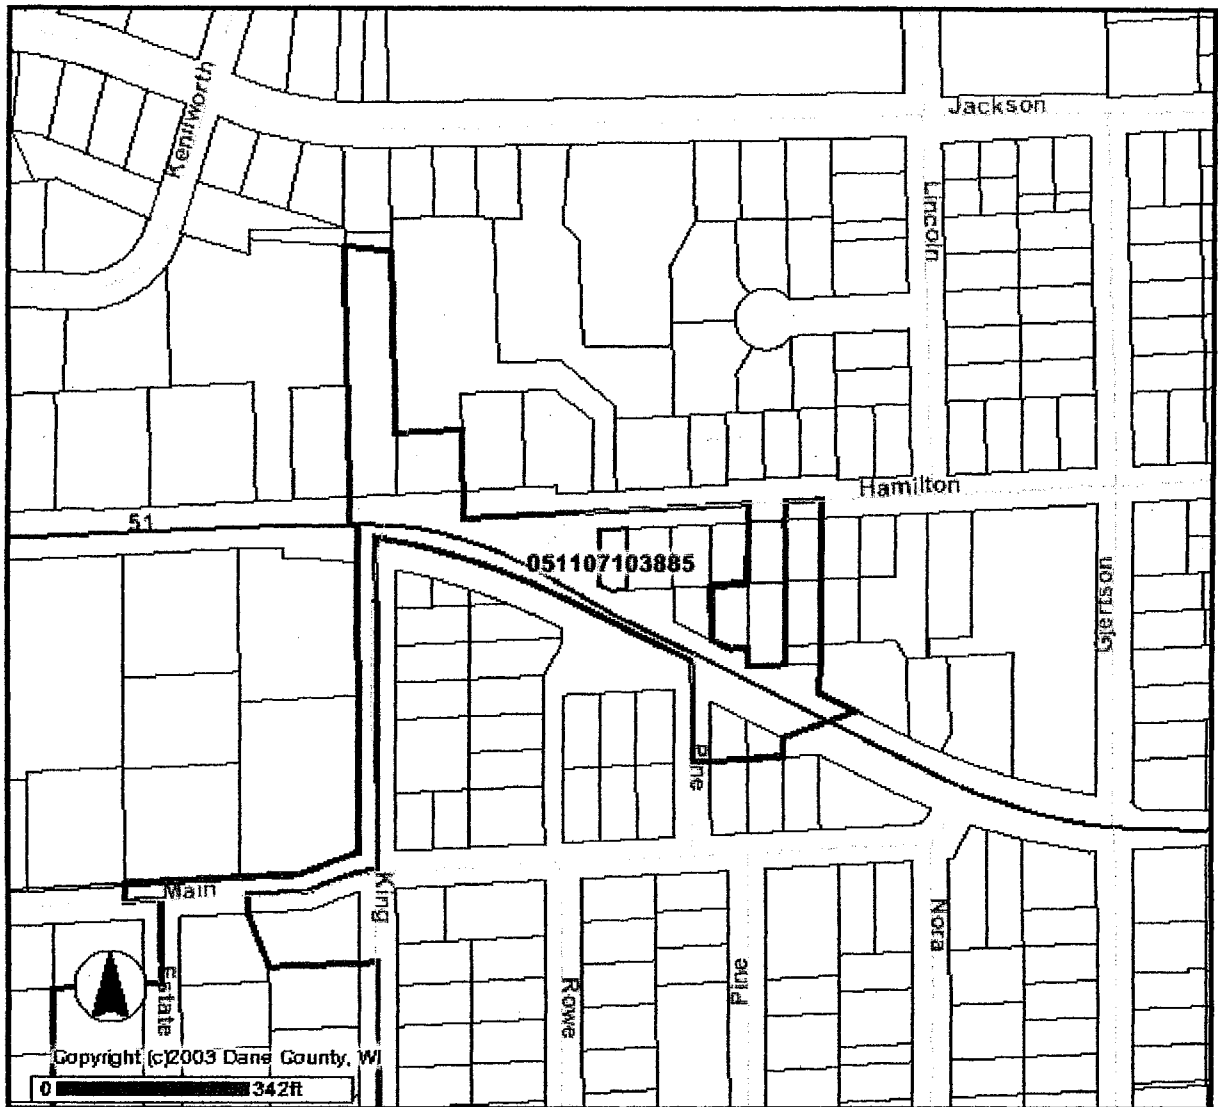 Kenilworth
Jackson
Lincoln
Hamilton
51
051107103885
Gjertson
Pine
Main
King
Nora
Pine
Rowe
Estate
Copyright (c)2003 Dane County, WI
0 342ft